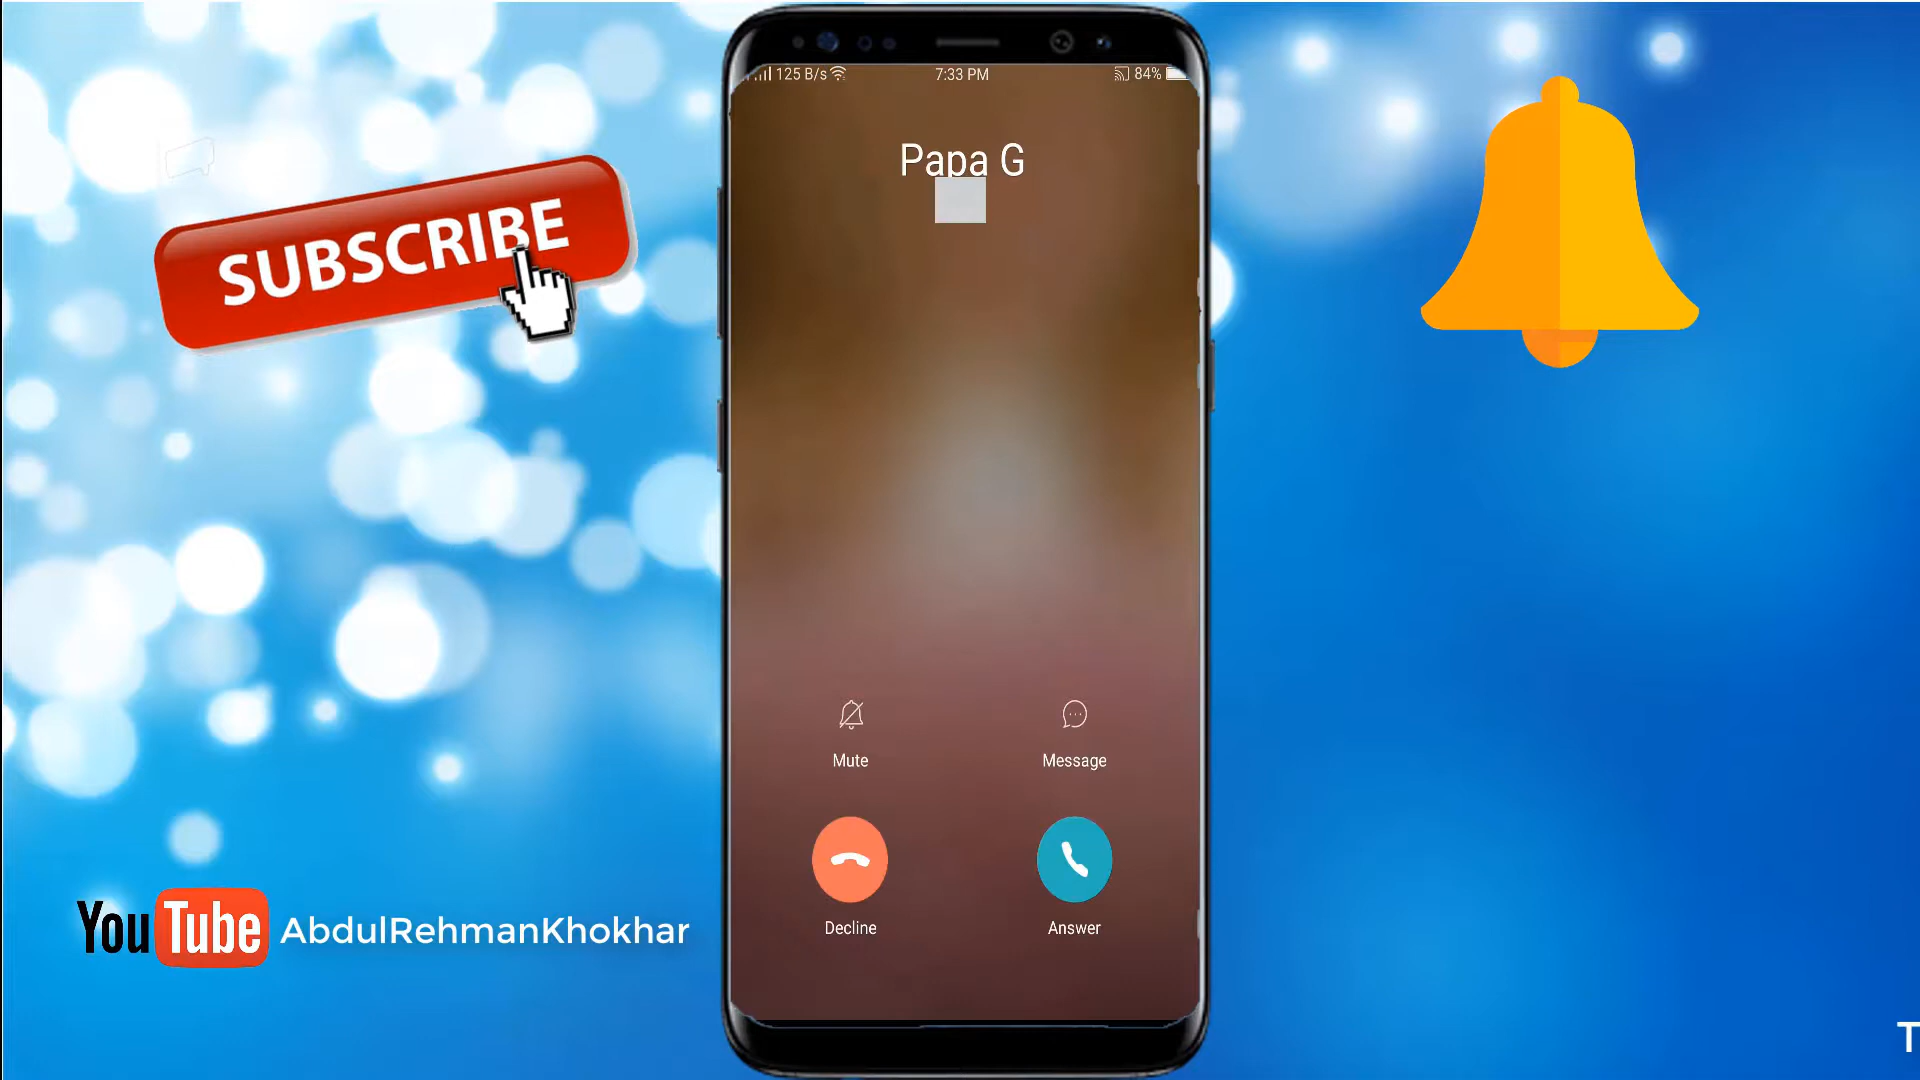 125 B/s
7:33 PM
84%
Papa G
SUBSCRIBE
Mute
Message
Decline
Answer
YouTube AbdulRehmanKhokhar
T